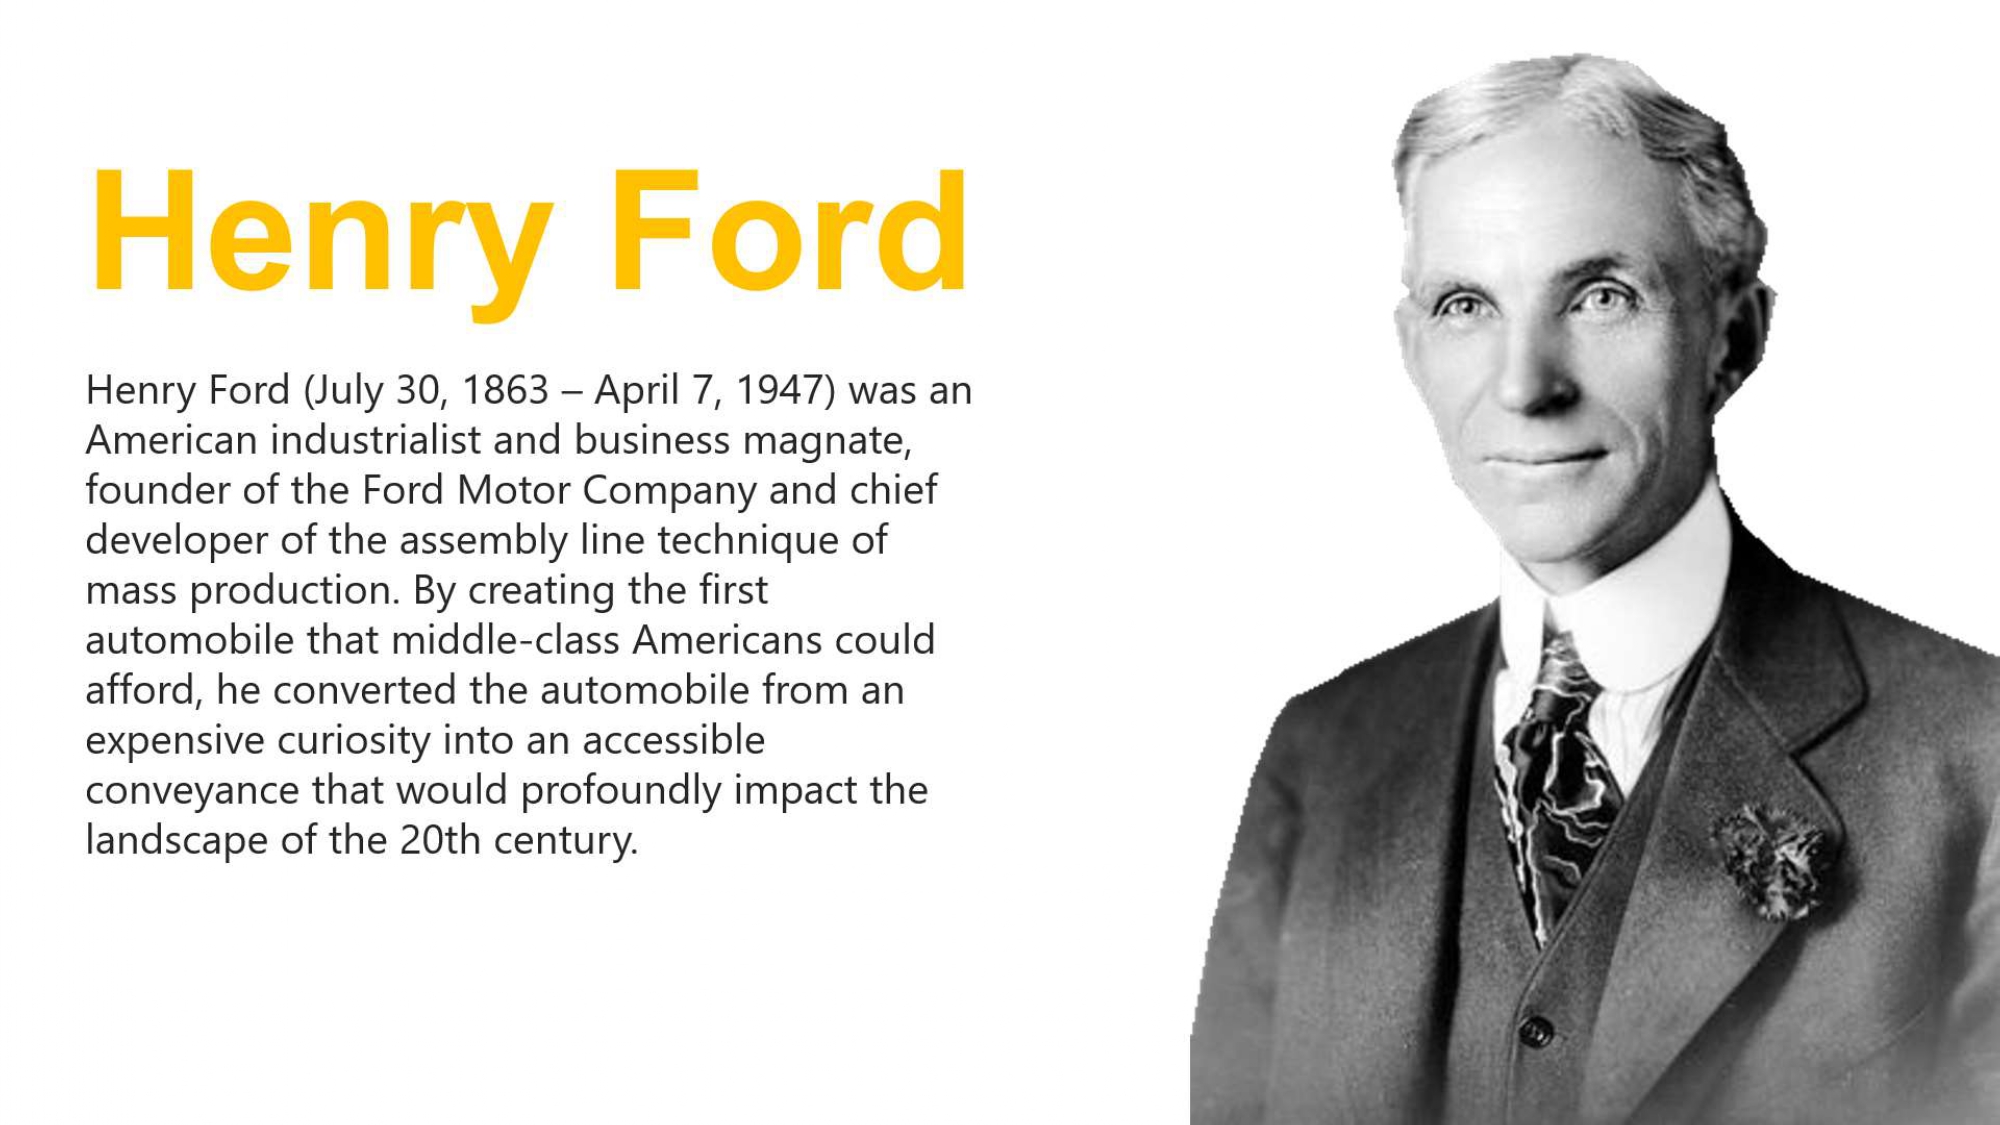 Henry Ford
Henry Ford (July 30, 1863 – April 7, 1947) was an
American industrialist and business magnate,
founder of the Ford Motor Company and chief
developer of the assembly line technique of
mass production. By creating the first
automobile that middle-class Americans could
afford, he converted the automobile from an
expensive curiosity into an accessible
conveyance that would profoundly impact the
landscape of the 20th century.